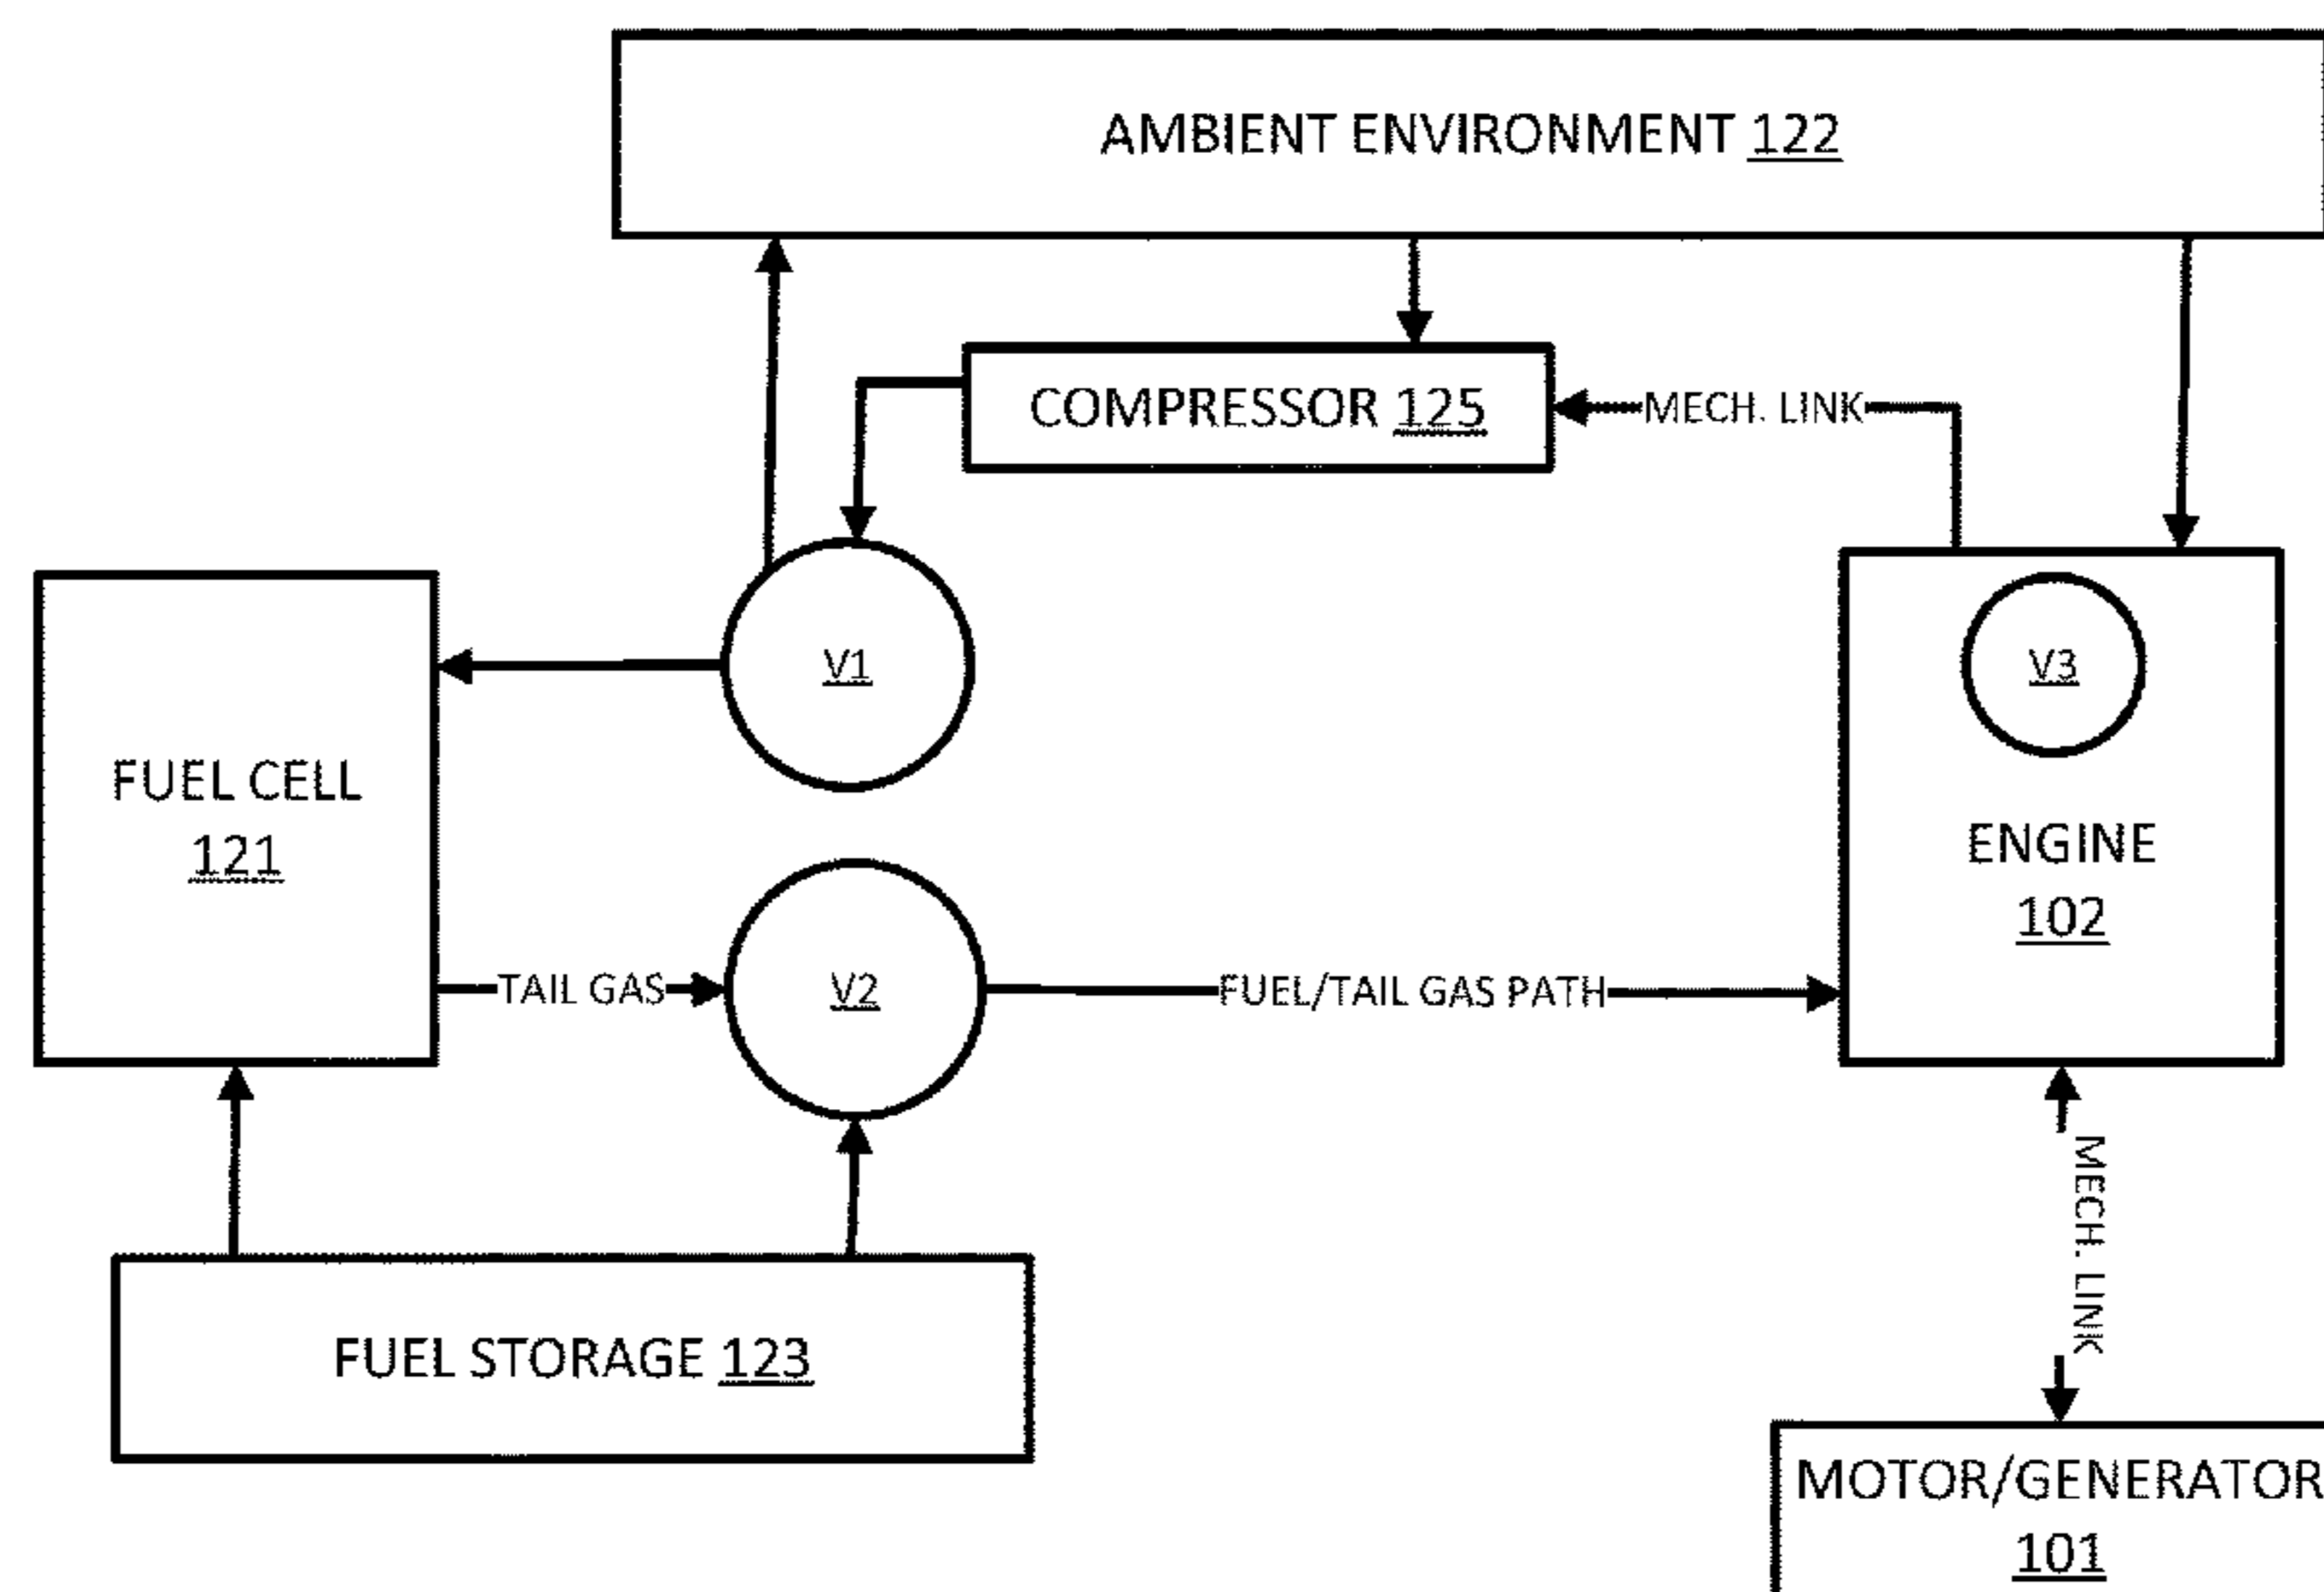 AMBIENT ENVIRONMENT 122
COMPRESSOR 125
MECH. LINK
V1
V3
FUEL CELL
121
ENGINE
102
TAIL GAS
V2
FUEL/TAIL GAS PATH
MECH. LINK
FUEL STORAGE 123
MOTOR/GENERATOR
101